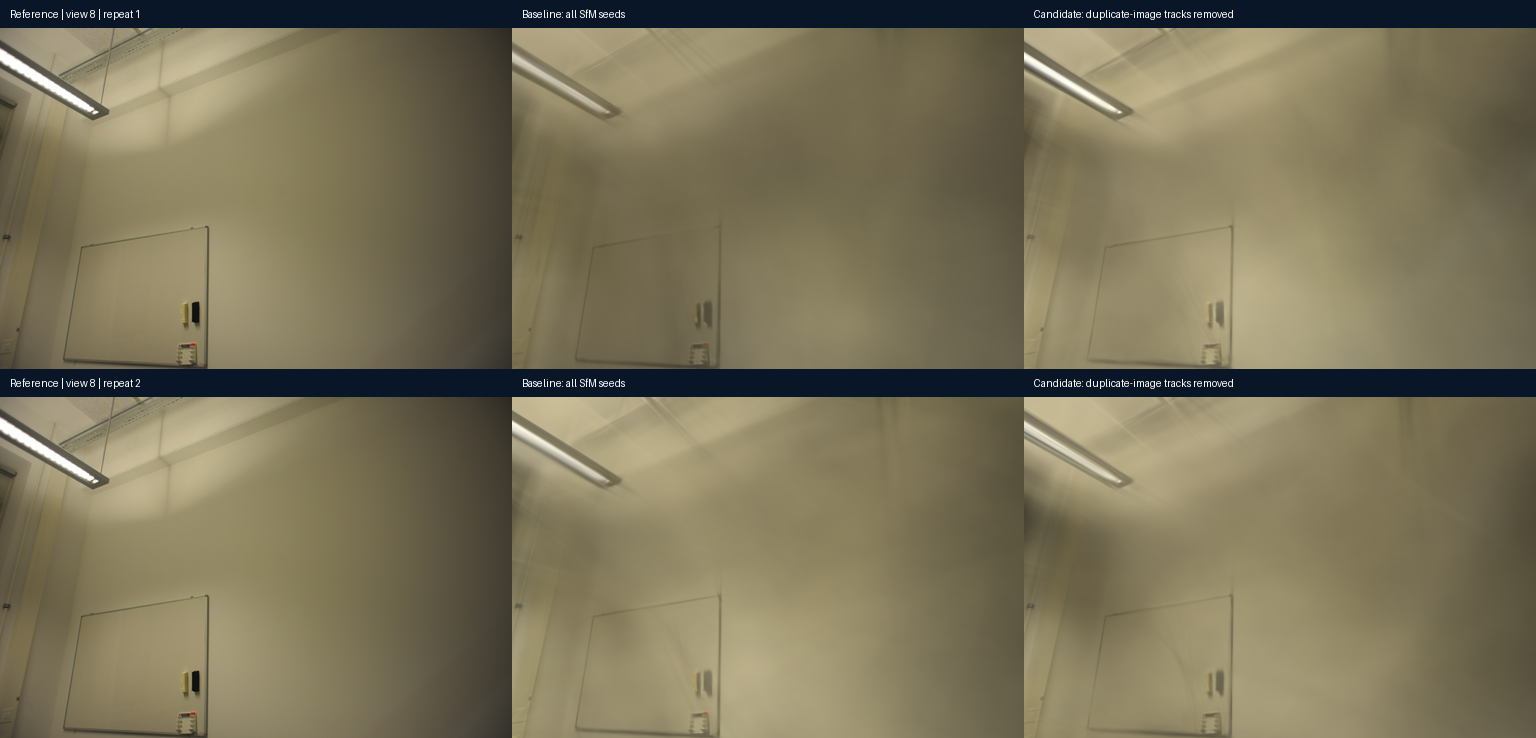 Reference | view 8 | repeat 1
Baseline: all SfM seeds
Candidate: duplicate-image tracks removed
Reference | view 8 | repeat 2
Baseline: all SfM seeds
Candidate: duplicate-image tracks removed